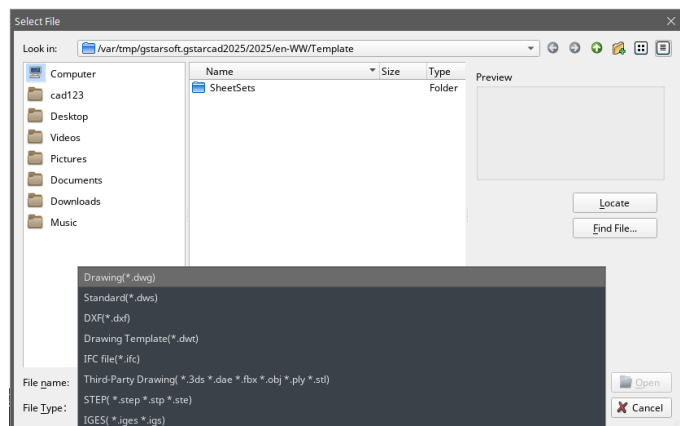 Select File
Look in: /var/tmp/gstarsoft.gstarcad2025/2025/en-WW/Template
Computer
cad123
Desktop
Videos
Pictures
Documents
Downloads
Music
Name Size Type
SheetSets Folder
Preview
Locate
Find File...
Drawing(*.dwg)
Standard(*.dws)
DXF(*.dxf)
Drawing Template(*.dwt)
IFC file(*.ifc)
Third-Party Drawing( *.3ds *.dae *.fbx *.obj *.ply *.stl)
STEP( *.step *.stp *.ste)
IGES( *.iges *.igs)
File name:
File Type:
Open
Cancel